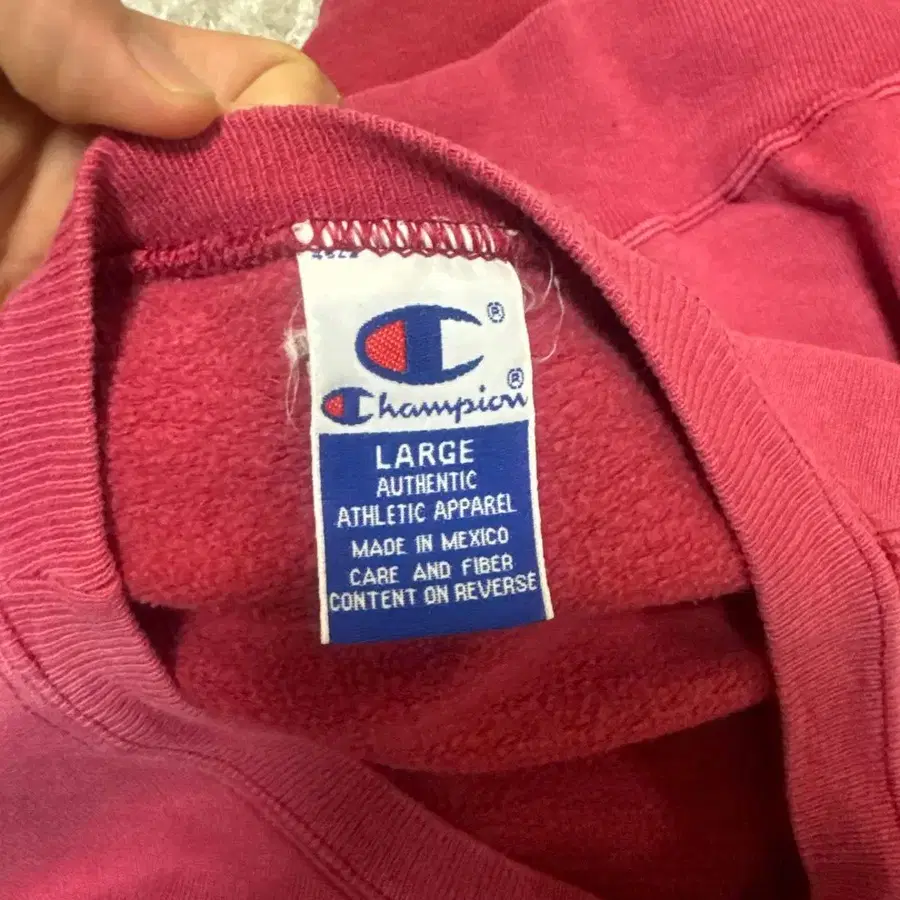 ®
Champion®
LARGE
AUTHENTIC
ATHLETIC APPAREL
MADE IN MEXICO
CARE AND FIBER
CONTENT ON REVERSE